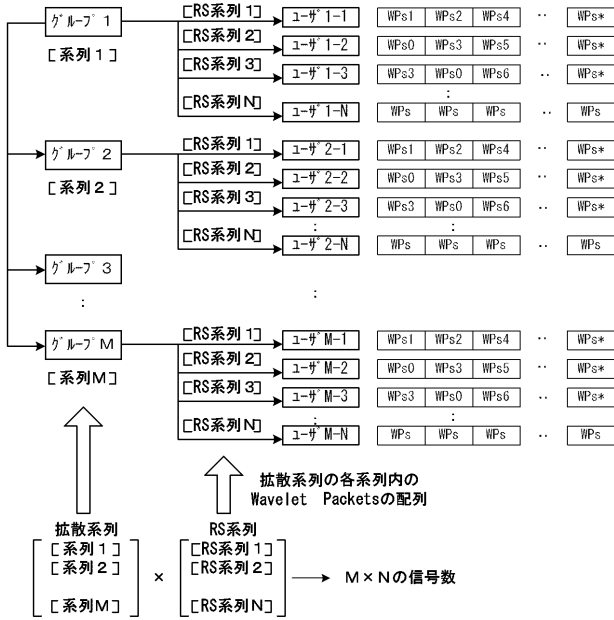 グループ1 [RS系列1] ユーザ1-1 WPs1 WPs2 WPs4 ·· WPs*
[系列1] [RS系列2] ユーザ1-2 WPs0 WPs3 WPs5 ·· WPs*
[RS系列3] ユーザ1-3 WPs3 WPs0 WPs6 ·· WPs*
: :
[RS系列N] ユーザ1-N WPs WPs WPs ·· WPs
グループ2 [RS系列1] ユーザ2-1 WPs1 WPs2 WPs4 ·· WPs*
[系列2] [RS系列2] ユーザ2-2 WPs0 WPs3 WPs5 ·· WPs*
[RS系列3] ユーザ2-3 WPs3 WPs0 WPs6 ·· WPs*
: :
[RS系列N] ユーザ2-N WPs WPs WPs ·· WPs
グループ3
: :
グループM [RS系列1] ユーザM-1 WPs1 WPs2 WPs4 ·· WPs*
[系列M] [RS系列2] ユーザM-2 WPs0 WPs3 WPs5 ·· WPs*
[RS系列3] ユーザM-3 WPs3 WPs0 WPs6 ·· WPs*
: :
[RS系列N] ユーザM-N WPs WPs WPs ·· WPs
拡散系列の各系列内の
Wavelet Packetsの配列
拡散系列 RS系列
[系列1] [RS系列1]
[系列2] × [RS系列2] → M×Nの信号数
[系列M] [RS系列N]